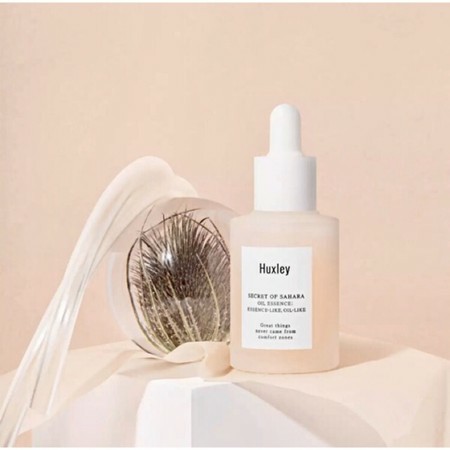 Huxley
SECRET OF SAHARA
OIL ESSENCE;
ESSENCE-LIKE, OIL-LIKE
Great things
never came from
comfort zones